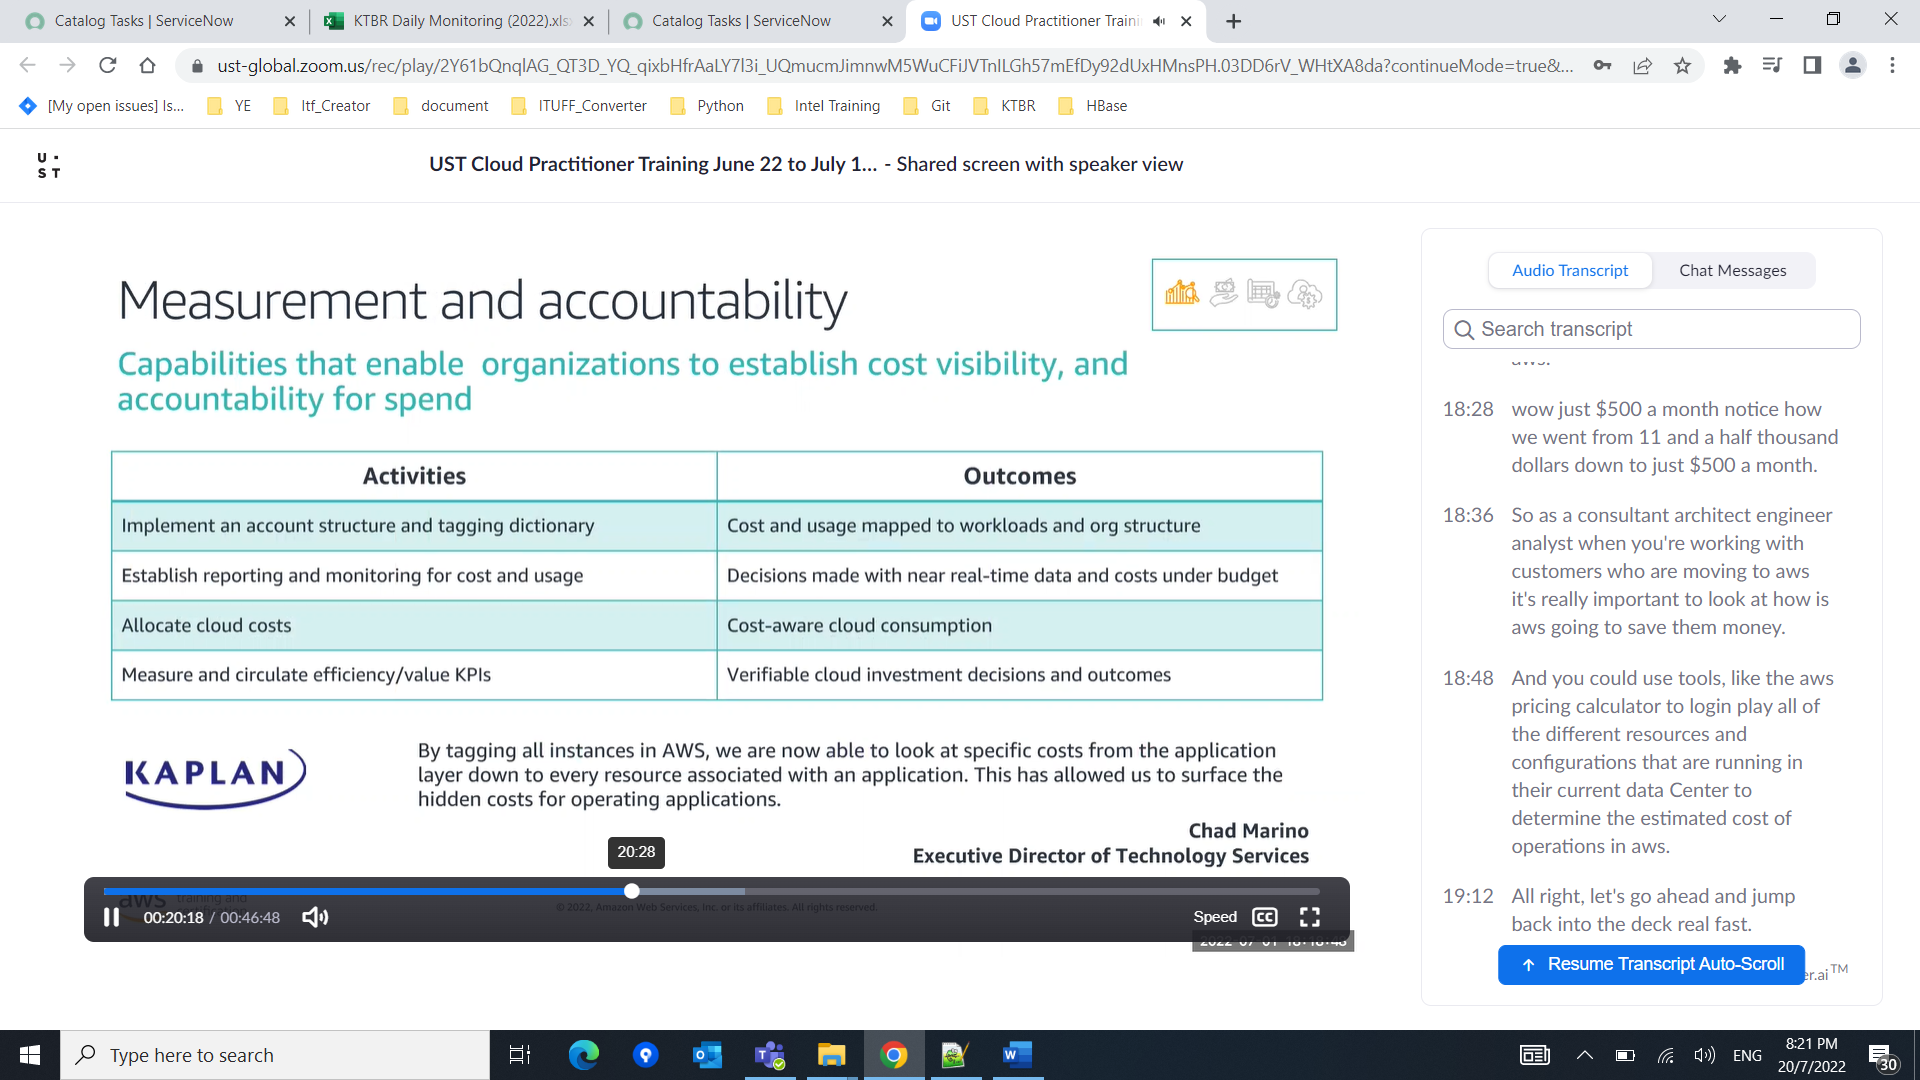 Catalog Tasks | ServiceNow
KTBR Daily Monitoring (2022).xls
Catalog Tasks | ServiceNow
UST Cloud Practitioner Traini
ust-global.zoom.us/rec/play/2Y61bQnqlAG_QT3D_YQ_qixbHfrAaLY7l3i_UQmucmJimnwM5WuCFiJVTnILGh57mEfDy92dUxHMnsPH.03DD6rV_WHtXA8da?continueMode=true&...
[My open issues] Is...
YE
Itf_Creator
document
ITUFF_Converter
Python
Intel Training
Git
KTBR
HBase
U·
ST
UST Cloud Practitioner Training June 22 to July 1... - Shared screen with speaker view
Measurement and accountability
Capabilities that enable organizations to establish cost visibility, and
accountability for spend
Activities
Outcomes
Implement an account structure and tagging dictionary
Cost and usage mapped to workloads and org structure
Establish reporting and monitoring for cost and usage
Decisions made with near real-time data and costs under budget
Allocate cloud costs
Cost-aware cloud consumption
Measure and circulate efficiency/value KPIs
Verifiable cloud investment decisions and outcomes
KAPLAN
By tagging all instances in AWS, we are now able to look at specific costs from the application
layer down to every resource associated with an application. This has allowed us to surface the
hidden costs for operating applications.
Chad Marino
Executive Director of Technology Services
20:28
aws training and
© 2022, Amazon Web Services, Inc. or its affiliates. All rights reserved.
00:20:18 / 00:46:48
Speed
CC
Audio Transcript
Chat Messages
Search transcript
aws.
18:28
wow just $500 a month notice how
we went from 11 and a half thousand
dollars down to just $500 a month.
18:36
So as a consultant architect engineer
analyst when you're working with
customers who are moving to aws
it's really important to look at how is
aws going to save them money.
18:48
And you could use tools, like the aws
pricing calculator to login play all of
the different resources and
configurations that are running in
their current data Center to
determine the estimated cost of
operations in aws.
19:12
All right, let's go ahead and jump
back into the deck real fast.
Resume Transcript Auto-Scroll
er.ai™
Type here to search
ENG
8:21 PM
20/7/2022
30